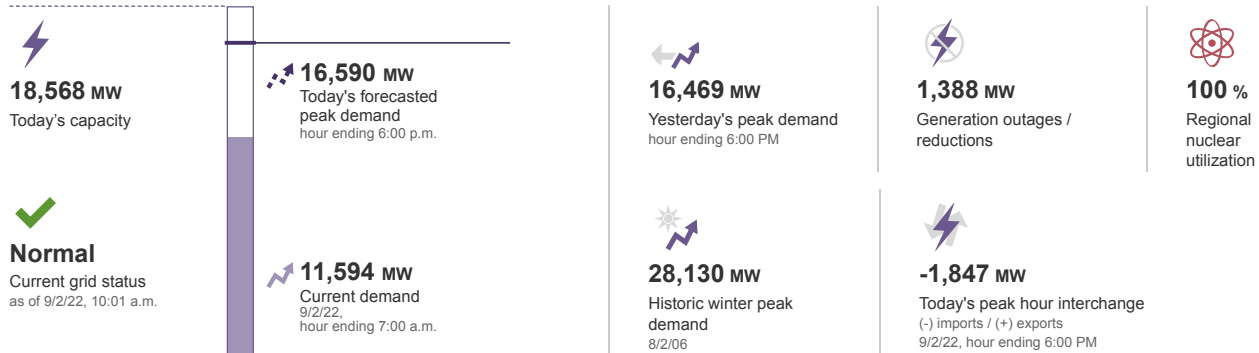 18,568 MW
Today's capacity
Normal
Current grid status
as of 9/2/22, 10:01 a.m.
16,590 MW
Today's forecasted
peak demand
hour ending 6:00 p.m.
11,594 MW
Current demand
9/2/22,
hour ending 7:00 a.m.
16,469 MW
Yesterday's peak demand
hour ending 6:00 PM
1,388 MW
Generation outages /
reductions
100 %
Regional
nuclear
utilization
28,130 MW
Historic winter peak
demand
8/2/06
-1,847 MW
Today's peak hour interchange
(-) imports / (+) exports
9/2/22, hour ending 6:00 PM